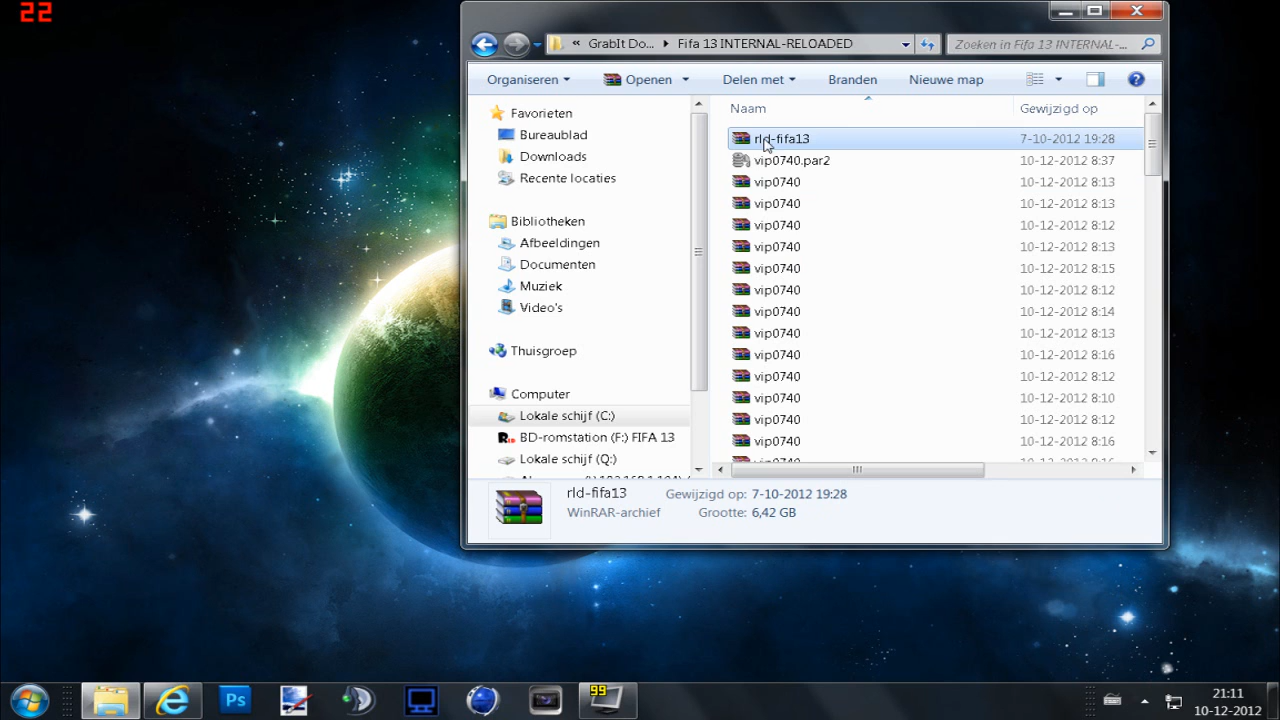 22
« GrabIt Do... ▸ Fifa 13 INTERNAL-RELOADED
Zoeken in Fifa 13 INTERNAL-...
Organiseren
Openen
Delen met
Branden
Nieuwe map
Favorieten
Bureaublad
Downloads
Recente locaties
Bibliotheken
Afbeeldingen
Documenten
Muziek
Video's
Thuisgroep
Computer
Lokale schijf (C:)
BD-romstation (F:) FIFA 13
Lokale schijf (Q:)
Naam Gewijzigd op
rld-fifa13 7-10-2012 19:28
vip0740.par2 10-12-2012 8:37
vip0740 10-12-2012 8:13
vip0740 10-12-2012 8:13
vip0740 10-12-2012 8:12
vip0740 10-12-2012 8:13
vip0740 10-12-2012 8:15
vip0740 10-12-2012 8:12
vip0740 10-12-2012 8:14
vip0740 10-12-2012 8:13
vip0740 10-12-2012 8:16
vip0740 10-12-2012 8:12
vip0740 10-12-2012 8:10
vip0740 10-12-2012 8:12
vip0740 10-12-2012 8:16
vip0740 10-12-2012 8:16
rld-fifa13 Gewijzigd op: 7-10-2012 19:28
WinRAR-archief Grootte: 6,42 GB
Ps
99
21:11
10-12-2012